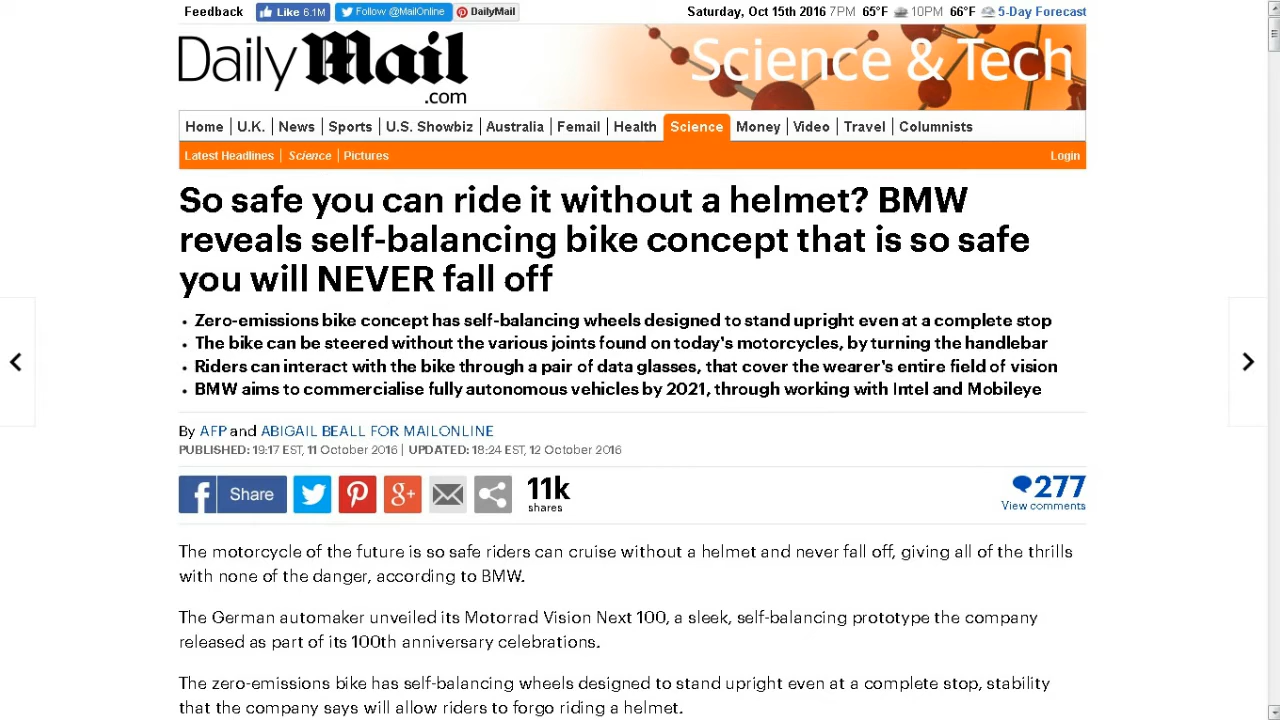 Feedback Like 6.1M Follow @MailOnline DailyMail Saturday, Oct 15th 2016 7PM 65°F 10PM 66°F 5-Day Forecast
Daily Mail
.com
Science & Tech
Home U.K. News Sports U.S. Showbiz Australia Femail Health Science Money Video Travel Columnists
Latest Headlines Science Pictures Login
So safe you can ride it without a helmet? BMW
reveals self-balancing bike concept that is so safe
you will NEVER fall off
• Zero-emissions bike concept has self-balancing wheels designed to stand upright even at a complete stop
• The bike can be steered without the various joints found on today's motorcycles, by turning the handlebar
• Riders can interact with the bike through a pair of data glasses, that cover the wearer's entire field of vision
• BMW aims to commercialise fully autonomous vehicles by 2021, through working with Intel and Mobileye
By AFP and ABIGAIL BEALL FOR MAILONLINE
PUBLISHED: 19:17 EST, 11 October 2016 | UPDATED: 18:24 EST, 12 October 2016
f Share g+ 11k 277
shares View comments
The motorcycle of the future is so safe riders can cruise without a helmet and never fall off, giving all of the thrills
with none of the danger, according to BMW.
The German automaker unveiled its Motorrad Vision Next 100, a sleek, self-balancing prototype the company
released as part of its 100th anniversary celebrations.
The zero-emissions bike has self-balancing wheels designed to stand upright even at a complete stop, stability
that the company says will allow riders to forgo riding a helmet.